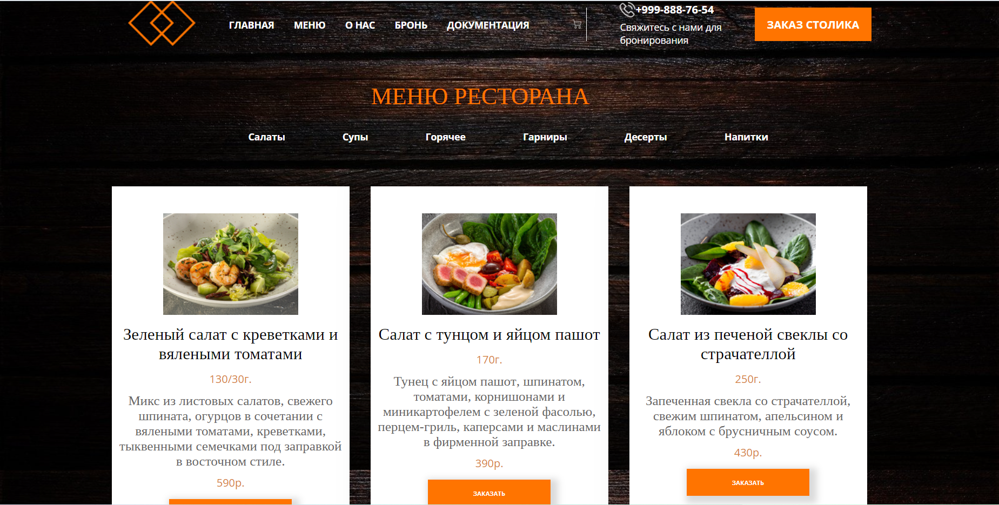 ГЛАВНАЯ МЕНЮ О НАС БРОНЬ ДОКУМЕНТАЦИЯ
+999-888-76-54
Свяжитесь с нами для
бронирования
ЗАКАЗ СТОЛИКА
МЕНЮ РЕСТОРАНА
Салаты Супы Горячее Гарниры Десерты Напитки
Зеленый салат с креветками и
вялеными томатами
130/30г.
Микс из листовых салатов, свежего
шпината, огурцов в сочетании с
вялеными томатами, креветками,
тыквенными семечками под заправкой
в восточном стиле.
590р.
Салат с тунцом и яйцом пашот
170г.
Тунец с яйцом пашот, шпинатом,
томатами, корнишонами и
миникартофелем с зеленой фасолью,
перцем-гриль, каперсами и маслинами
в фирменной заправке.
390р.
ЗАКАЗАТЬ
Салат из печеной свеклы со
страчателлой
250г.
Запеченная свекла со страчателлой,
свежим шпинатом, апельсином и
яблоком с брусничным соусом.
430р.
ЗАКАЗАТЬ